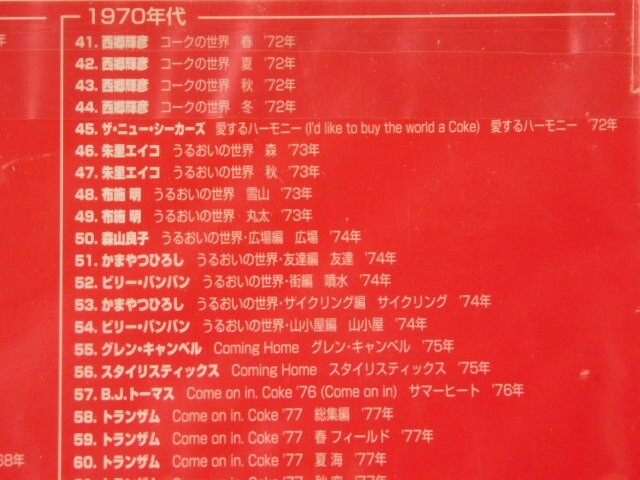 1970年代
41. 西郷輝彦 コークの世界 春 '72年
42. 西郷輝彦 コークの世界 夏 '72年
43. 西郷輝彦 コークの世界 秋 '72年
44. 西郷輝彦 コークの世界 冬 '72年
45. ザ・ニュー・シーカーズ 愛するハーモニー (I'd like to buy the world a Coke) 愛するハーモニー '72年
46. 朱里エイコ うるおいの世界 森 '73年
47. 朱里エイコ うるおいの世界 秋 '73年
48. 布施 明 うるおいの世界 雪山 '73年
49. 布施 明 うるおいの世界 丸太 '73年
50. 森山良子 うるおいの世界・広場編 広場 '74年
51. かまやつひろし うるおいの世界・友達編 友達 '74年
52. ビリー・バンバン うるおいの世界・街編 噴水 '74年
53. かまやつひろし うるおいの世界・サイクリング編 サイクリング '74年
54. ビリー・バンバン うるおいの世界・山小屋編 山小屋 '74年
55. グレン・キャンベル Coming Home グレン・キャンベル '75年
56. スタイリスティックス Coming Home スタイリスティックス '75年
57. B.J.トーマス Come on in. Coke '76 (Come on in) サマーヒート '76年
58. トランザム Come on in. Coke '77 総集編 '77年
59. トランザム Come on in. Coke '77 春 フィールド '77年
60. トランザム Come on in. Coke '77 夏 海 '77年
68年